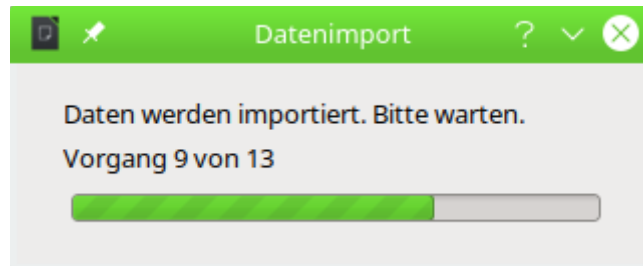 Datenimport
Daten werden importiert. Bitte warten.
Vorgang 9 von 13